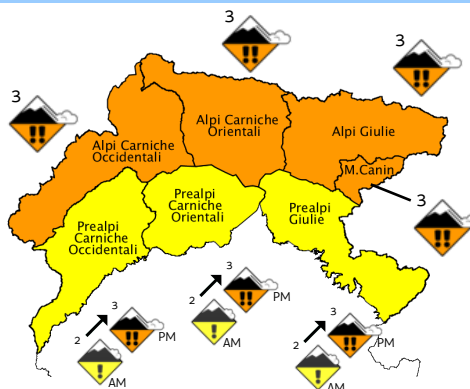 3
3
3
Alpi Carniche
Orientali
Alpi Giulie
Alpi Carniche
Occidentali
M.Canin
3
Prealpi
Carniche
Orientali
Prealpi
Giulie
Prealpi
Carniche
Occidentali
!!
!!
!!
!!
2
3
!!
PM
!
AM
2
3
!!
PM
!
AM
2
3
!!
PM
!
AM